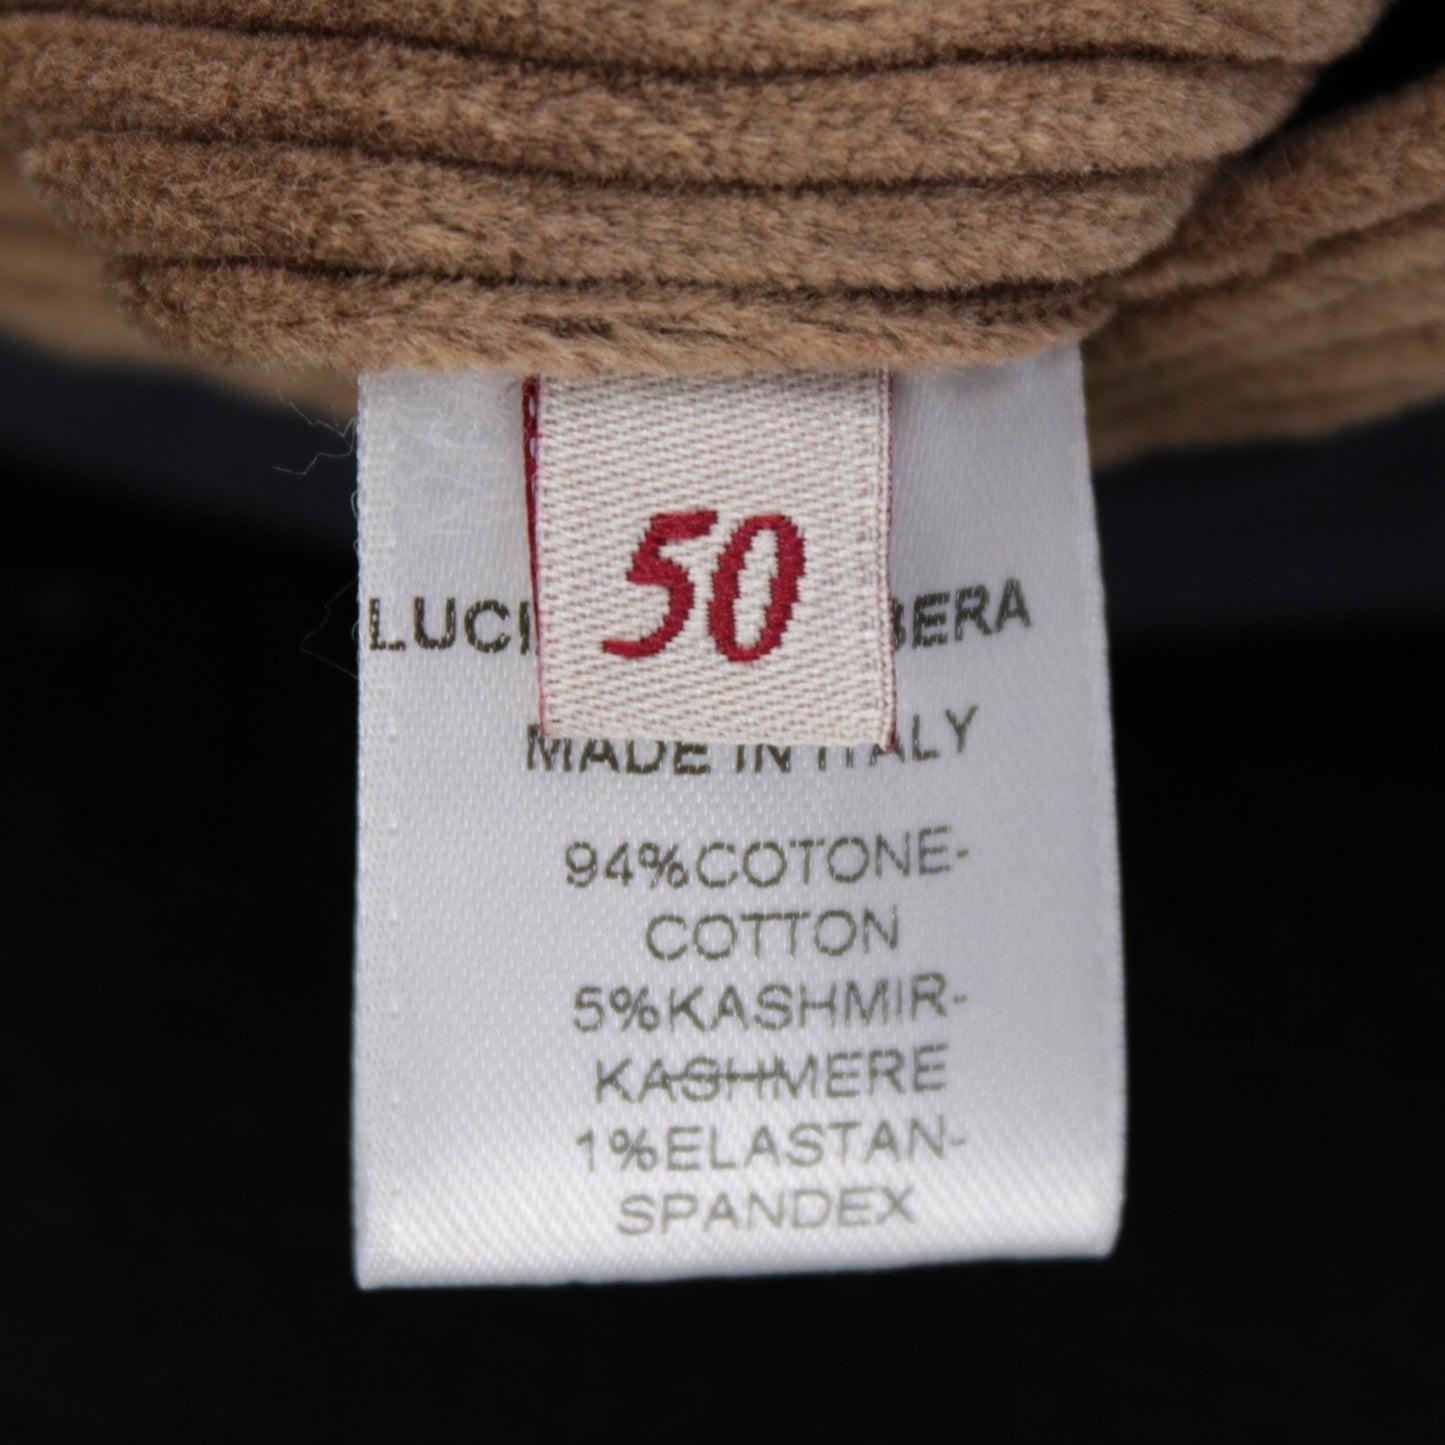 50
MADE IN ITALY
94%COTONE-
COTTON
5%KASHMIR-
KASHMERE
1%ELASTAN-
SPANDEX